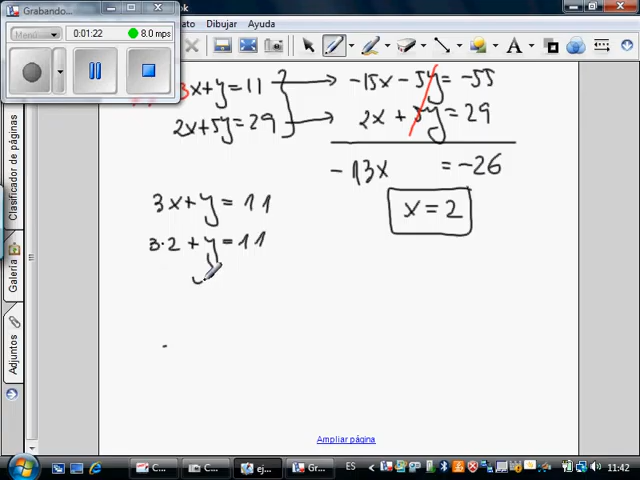 Grabando...
Menú
0:01:22
8.0 mps
Ayuda
Dibujar
3x+y=11
-15x-5y=-55
2x+5y=29
2x+5y=29
-13x =-26
x=2
3x+y=11
3·2+y=11
y
Clasificador de páginas
Galería
Adjuntos
Ampliar página
C...
C...
ej...
Gr...
ES
11:42